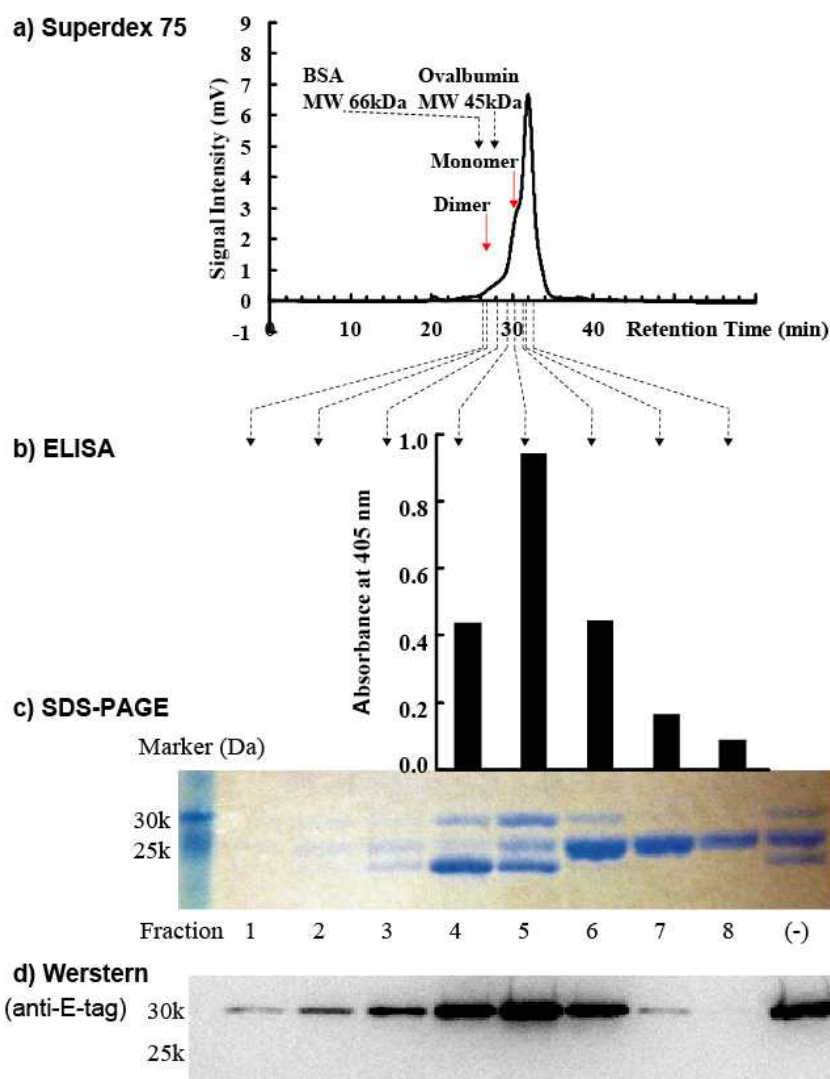 a) Superdex 75
9
8
7
6
5
4
3
2
1
0
-1
Signal Intensity (mV)
BSA
MW 66kDa
Ovalbumin
MW 45kDa
Monomer
Dimer
0 10 20 30 40 Retention Time (min)
b) ELISA
1.0
0.8
0.6
0.4
0.2
0.0
Absorbance at 405 nm
c) SDS-PAGE
Marker (Da)
30k
25k
Fraction 1 2 3 4 5 6 7 8 (-)
d) Werstern
(anti-E-tag) 30k
25k